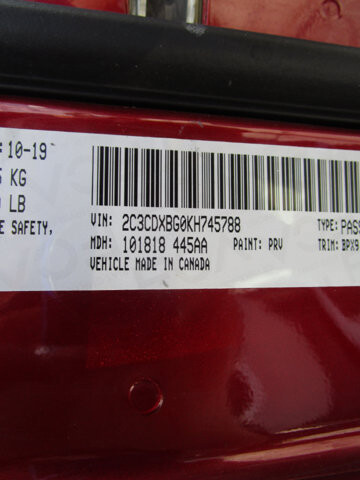 : 10-19
KG
LB
E SAFETY,
VIN: 2C3CDXBG0KH745788
TYPE: PASS
MDH: 101818 445AA
PAINT: PRV
TRIM: BPX9
VEHICLE MADE IN CANADA